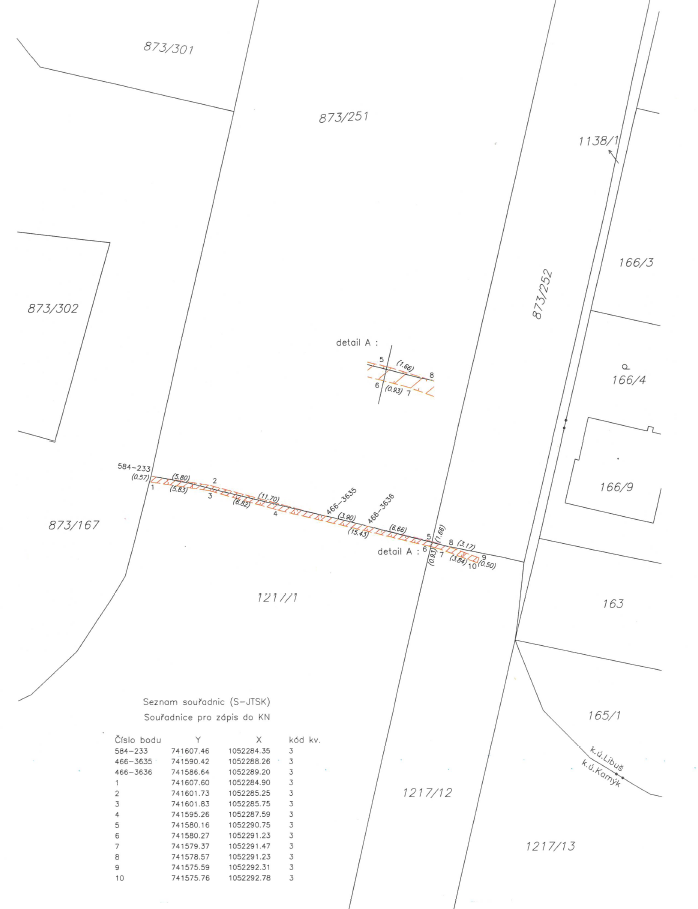 873/301
873/251
1138/1
166/3
873/252
873/302
detail A :
5
(1.66)
8
6
(0.93)
7
166/4
166/9
584-233
(0.57)
1
(5.80)
(5.83)
2
3
(6.82)
(11.70)
4
466-3635
(3.90)
466-3636
(15.43)
(6.66)
5
(1.66)
8
(3.17)
9
detail A :
6
7
(0.93)
(3.84)
10
(0.50)
873/167
1217/1
163
165/1
k.ú.Libuš
k.ú.Kamýk
1217/12
1217/13
Seznam souřadnic (S-JTSK)
Souřadnice pro zápis do KN
Číslo bodu Y X kód kv.
584-233 741607.46 1052284.35 3
466-3635 741590.42 1052288.26 3
466-3636 741586.64 1052289.20 3
1 741607.60 1052284.90 3
2 741601.73 1052285.25 3
3 741601.83 1052285.75 3
4 741595.26 1052287.59 3
5 741580.16 1052290.75 3
6 741580.27 1052291.23 3
7 741579.37 1052291.47 3
8 741578.57 1052291.23 3
9 741575.59 1052292.31 3
10 741575.76 1052292.78 3